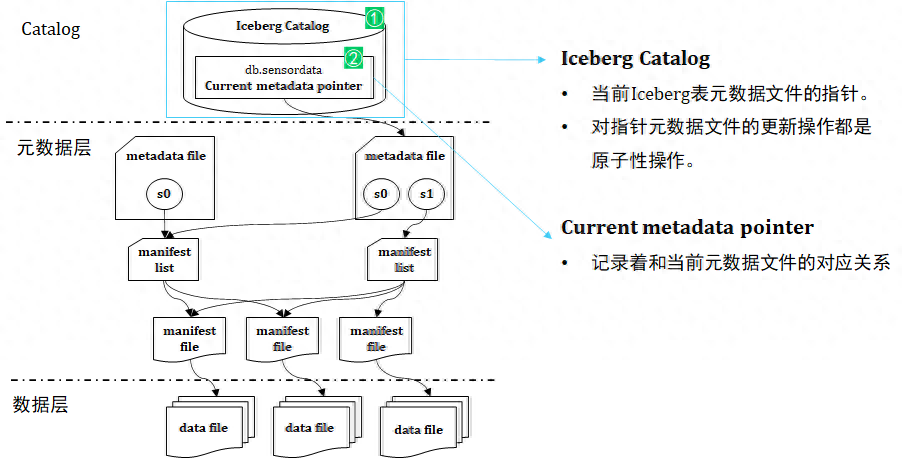 Catalog
Iceberg Catalog
①
②
db.sensordata
Current metadata pointer
元数据层
metadata file
s0
metadata file
s0
s1
manifest
list
manifest
list
manifest
file
manifest
file
manifest
file
数据层
data file
data file
data file
Iceberg Catalog
• 当前Iceberg表元数据文件的指针。
• 对指针元数据文件的更新操作都是
原子性操作。
Current metadata pointer
• 记录着和当前元数据文件的对应关系